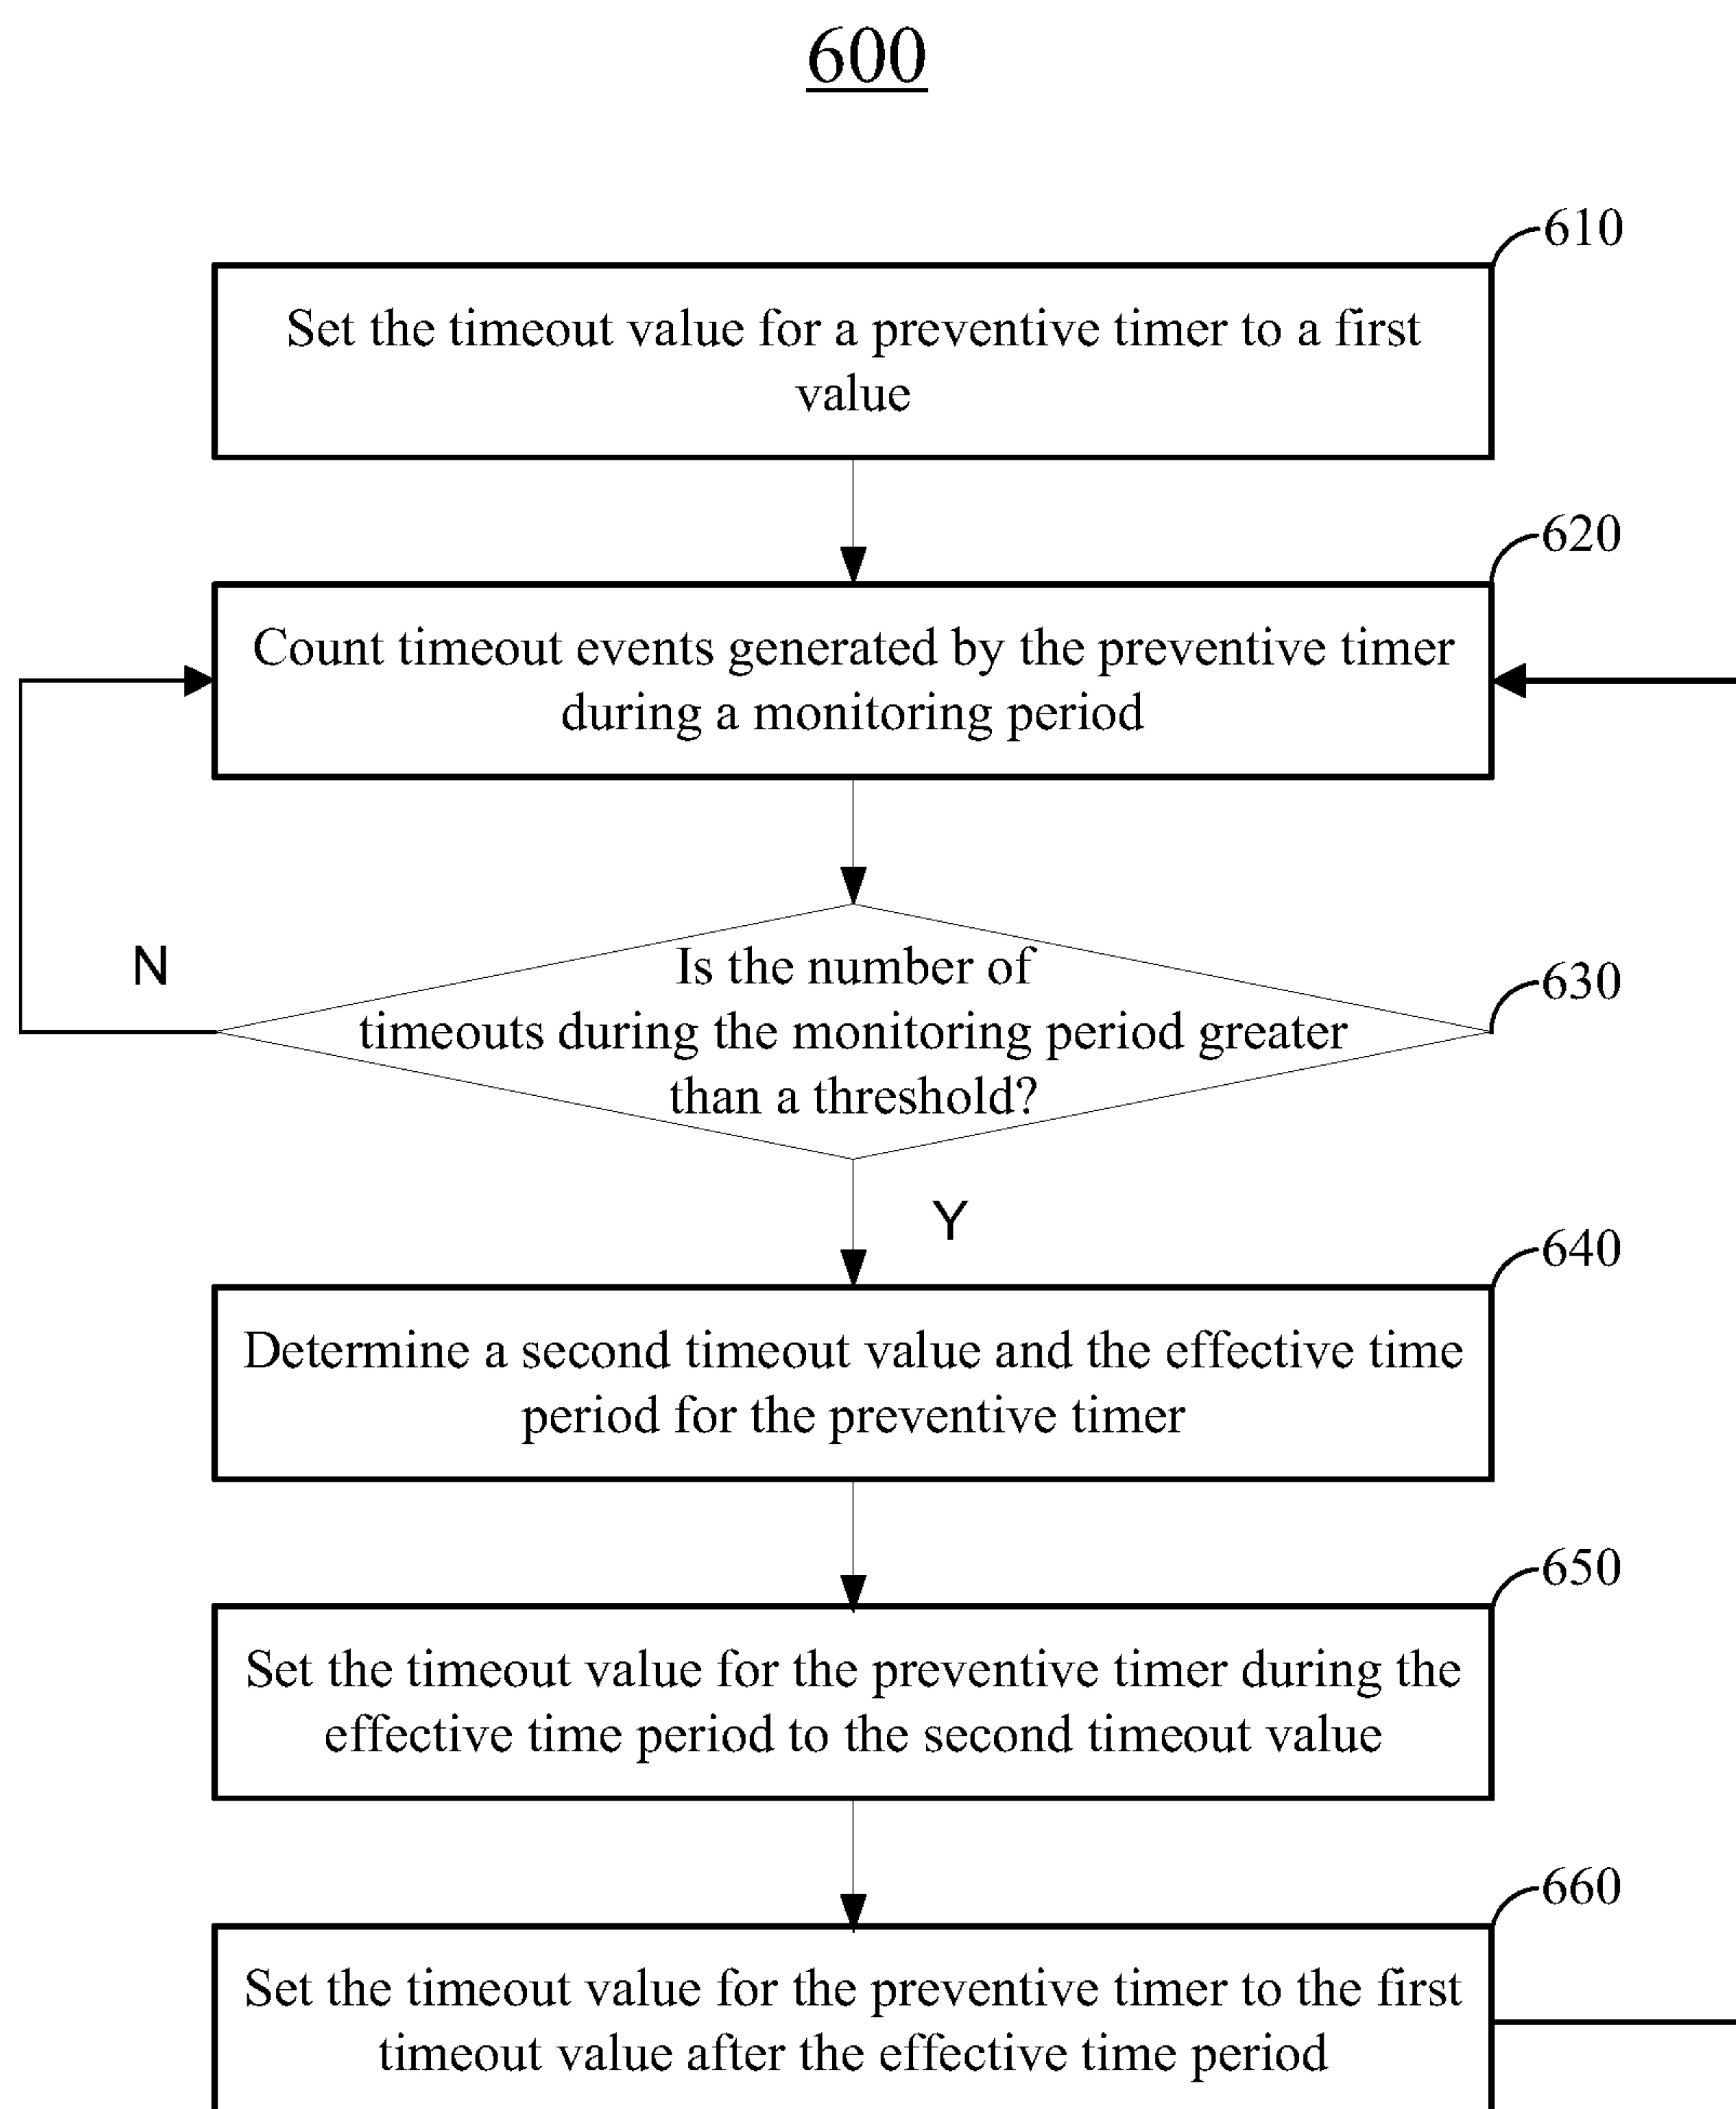 600
610
Set the timeout value for a preventive timer to a first
value
620
Count timeout events generated by the preventive timer
during a monitoring period
N
Is the number of
timeouts during the monitoring period greater
than a threshold?
630
Y
640
Determine a second timeout value and the effective time
period for the preventive timer
650
Set the timeout value for the preventive timer during the
effective time period to the second timeout value
660
Set the timeout value for the preventive timer to the first
timeout value after the effective time period